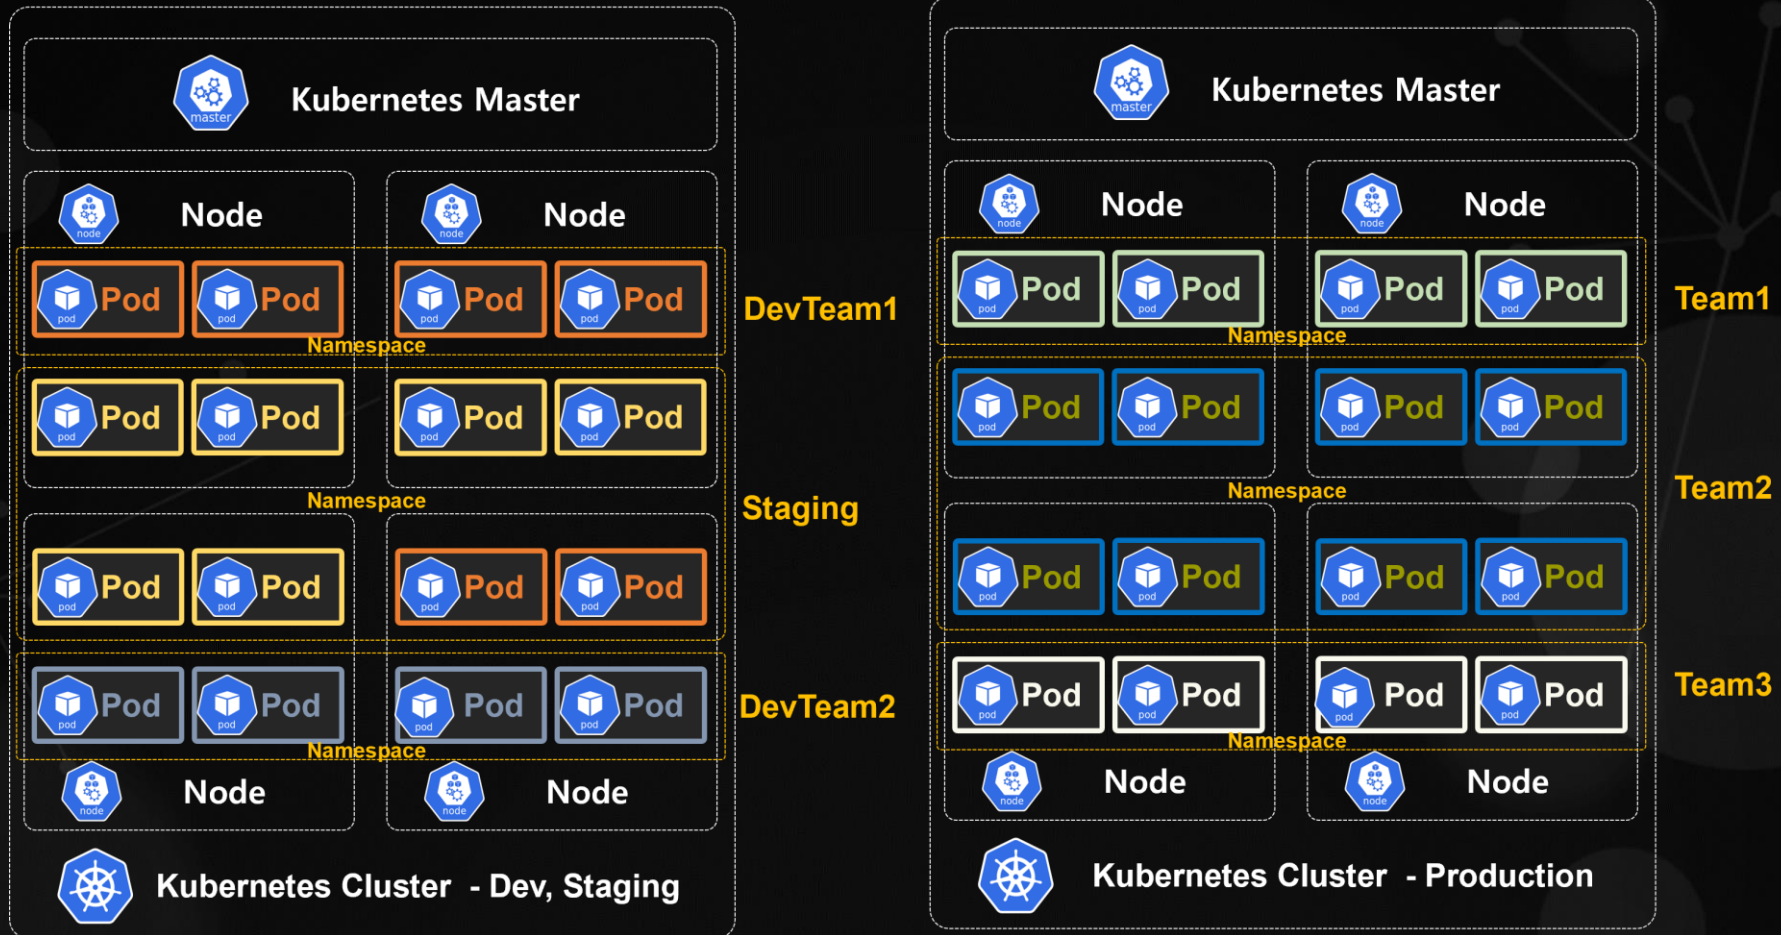 Kubernetes Master
master
Node
node
Node
node
Pod
pod
Pod
pod
Pod
pod
Pod
pod
Namespace
DevTeam1
Pod
pod
Pod
pod
Pod
pod
Pod
pod
Namespace
Staging
Pod
pod
Pod
pod
Pod
pod
Pod
pod
Pod
pod
Pod
pod
Pod
pod
Pod
pod
Namespace
DevTeam2
Node
node
Node
node
Kubernetes Cluster - Dev, Staging
Kubernetes Master
master
Node
node
Node
node
Pod
pod
Pod
pod
Pod
pod
Pod
pod
Namespace
Team1
Pod
pod
Pod
pod
Pod
pod
Pod
pod
Namespace
Team2
Pod
pod
Pod
pod
Pod
pod
Pod
pod
Pod
pod
Pod
pod
Pod
pod
Pod
pod
Namespace
Team3
Node
node
Node
node
Kubernetes Cluster - Production